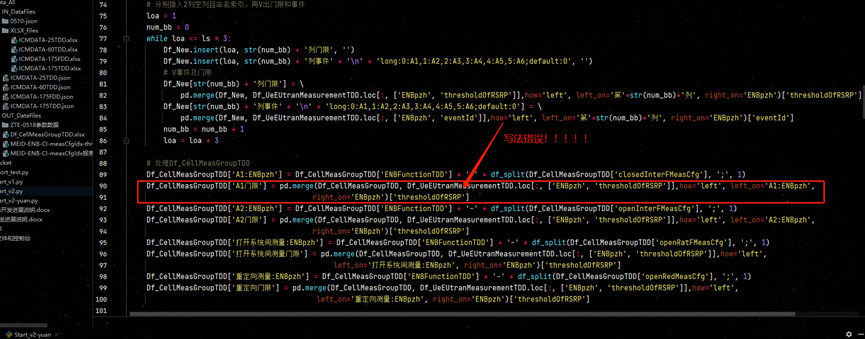 ta_All
IN_DataFiles
0510-json
XLSX_Files
ICMDATA-25TDD.xlsx
ICMDATA-60TDD.xlsx
ICMDATA-175FDD.xlsx
ICMDATA-175TDD.xlsx
ICMDATA-25TDD.json
ICMDATA-60TDD.json
ICMDATA-175FDD.json
ICMDATA-175TDD.json
OUT_DataFiles
ZTE-0518参数数据
Df_CellMeasGroupTDD.xlsx
MEID-ENB-CI-measCfgIdx-thr
MEID-ENB-CI-measCfgIdx报表
cket
ort_test.py
art_v1.py
art_v2.py
art_v2-yuan.py
开发进展说明.docx
发进展说明.docx
文件和控制台
74 # 分别插入2列空列且命名索引, 再V出门限和事件
75 loa = 1
76 num_bb = 0
77 while loa <= ls * 3:
78 Df_New.insert(loa, str(num_bb) + '列门限', '')
79 Df_New.insert(loa, str(num_bb) + '列事件' + '\n' + 'long:0:A1,1:A2,2:A3,3:A4,4:A5,5:A6;default:0', '')
80 # V事件及门限
81 Df_New[str(num_bb) + '列门限'] = \
82 pd.merge(Df_New, Df_UeEUtranMeasurementTDD.loc[:, ['ENBpzh', 'thresholdOfRSRP']],how='left', left_on='第'+str(num_bb)+'列', right_on='ENBpzh')['thresholdOfRSRP']
83 Df_New[str(num_bb) + '列事件' + '\n' + 'long:0:A1,1:A2,2:A3,3:A4,4:A5,5:A6;default:0'] = \
84 pd.merge(Df_New, Df_UeEUtranMeasurementTDD.loc[:, ['ENBpzh', 'eventId']],how='left', left_on='第'+str(num_bb)+'列', right_on='ENBpzh')['eventId']
85 num_bb = num_bb + 1
86 loa = loa + 3
写法错误！！！！！
87
88 # 处理Df_CellMeasGroupTDD
89 Df_CellMeasGroupTDD['A1:ENBpzh'] = Df_CellMeasGroupTDD['ENBFunctionTDD'] + '-' + df_split(Df_CellMeasGroupTDD['closedInterFMeasCfg'], ';', 1)
90 Df_CellMeasGroupTDD['A1门限'] = pd.merge(Df_CellMeasGroupTDD, Df_UeEUtranMeasurementTDD.loc[:, ['ENBpzh', 'thresholdOfRSRP']],how='left', left_on='A1:ENBpzh',
91 right_on='ENBpzh')['thresholdOfRSRP']
92 Df_CellMeasGroupTDD['A2:ENBpzh'] = Df_CellMeasGroupTDD['ENBFunctionTDD'] + '-' + df_split(Df_CellMeasGroupTDD['openInterFMeasCfg'], ';', 1)
93 Df_CellMeasGroupTDD['A2门限'] = pd.merge(Df_CellMeasGroupTDD, Df_UeEUtranMeasurementTDD.loc[:, ['ENBpzh', 'thresholdOfRSRP']],how='left', left_on='A2:ENBpzh',
94 right_on='ENBpzh')['thresholdOfRSRP']
95 Df_CellMeasGroupTDD['打开系统间测量:ENBpzh'] = Df_CellMeasGroupTDD['ENBFunctionTDD'] + '-' + df_split(Df_CellMeasGroupTDD['openRatFMeasCfg'], ';', 1)
96 Df_CellMeasGroupTDD['打开系统间测量门限'] = pd.merge(Df_CellMeasGroupTDD, Df_UeEUtranMeasurementTDD.loc[:, ['ENBpzh', 'thresholdOfRSRP']],how='left',
97 left_on='打开系统间测量:ENBpzh', right_on='ENBpzh')['thresholdOfRSRP']
98 Df_CellMeasGroupTDD['重定向测量:ENBpzh'] = Df_CellMeasGroupTDD['ENBFunctionTDD'] + '-' + df_split(Df_CellMeasGroupTDD['openRedMeasCfg'], ';', 1)
99 Df_CellMeasGroupTDD['重定向门限'] = pd.merge(Df_CellMeasGroupTDD, Df_UeEUtranMeasurementTDD.loc[:, ['ENBpzh', 'thresholdOfRSRP']],how='left',
100 left_on='重定向测量:ENBpzh', right_on='ENBpzh')['thresholdOfRSRP']
101
Start_v2-yuan